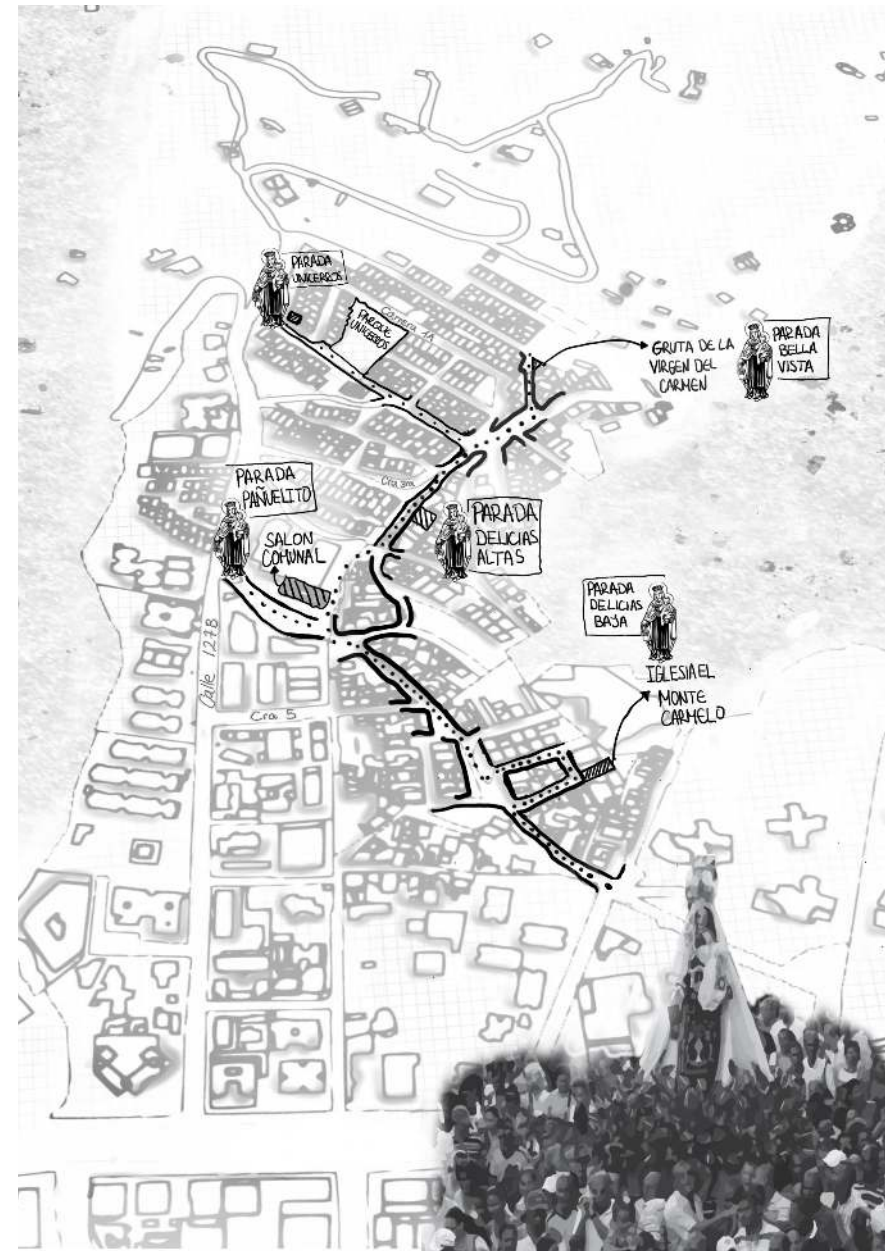 PARADA
UNICERROS
PARQUE
UNICERROS
Carrera 1A
GRUTA DE LA
VIRGEN DEL
CARMEN
PARADA
BELLA
VISTA
PARADA
PAÑUELITO
SALON
COMUNAL
PARADA
DELICIAS
ALTAS
PARADA
DELICIAS
BAJA
IGLESIA EL
MONTE
CARMELO
Calle 127B
Cra 5